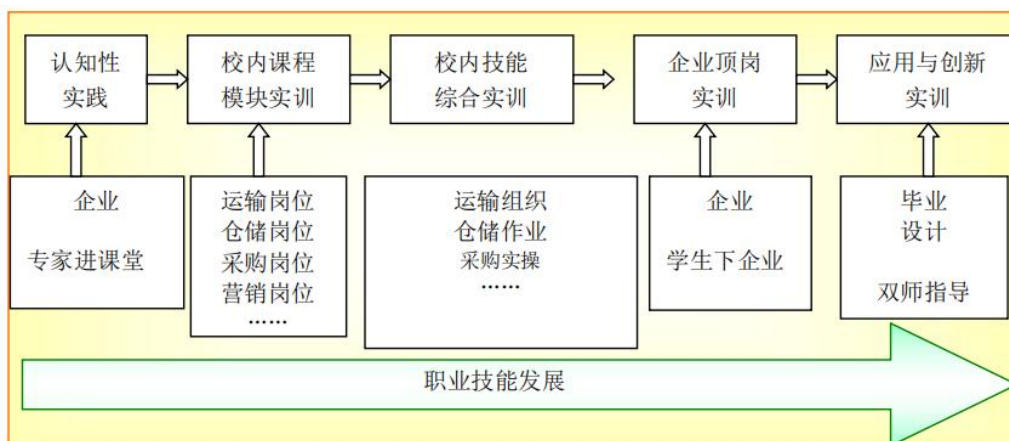 认知性
实践
校内课程
模块实训
校内技能
综合实训
企业顶岗
实训
应用与创新
实训
企业
专家进课堂
运输岗位
仓储岗位
采购岗位
营销岗位
……
运输组织
仓储作业
采购实操
……
企业
学生下企业
毕业
设计
双师指导
职业技能发展